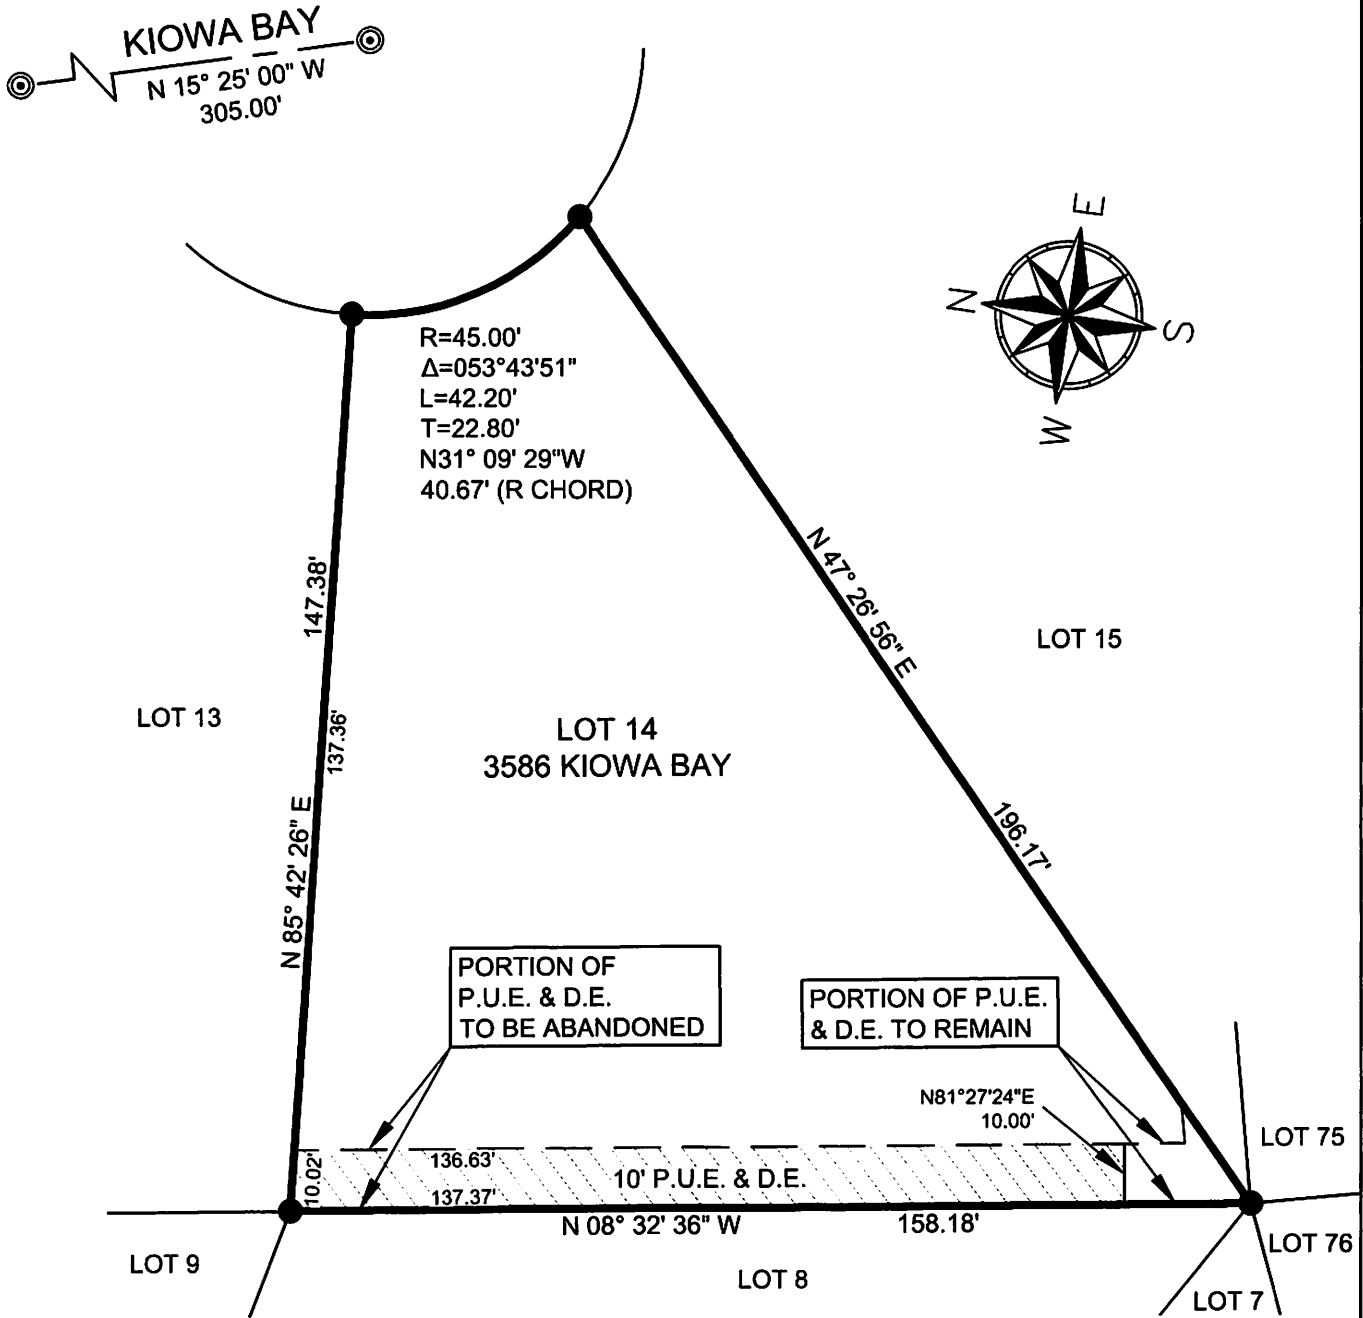 KIOWA BAY
N 15° 25' 00" W
305.00'
E
N
S
W
R=45.00'
Δ=053°43'51"
L=42.20'
T=22.80'
N31° 09' 29"W
40.67' (R CHORD)
147.38'
137.36'
N 85° 42' 26" E
N 47° 26' 56" E
196.17'
LOT 15
LOT 13
LOT 14
3586 KIOWA BAY
PORTION OF
P.U.E. & D.E.
TO BE ABANDONED
PORTION OF P.U.E.
& D.E. TO REMAIN
N81°27'24"E
10.00'
10.02'
136.63'
10' P.U.E. & D.E.
137.37'
N 08° 32' 36" W
158.18'
LOT 75
LOT 76
LOT 9
LOT 8
LOT 7